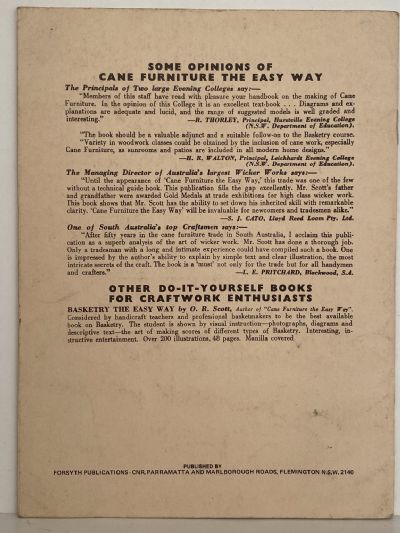 SOME OPINIONS OF
CANE FURNITURE THE EASY WAY
The Principals of Two large Evening Colleges say:—
"Members of this staff have read with pleasure your handbook on the making of Cane
Furniture. In the opinion of this College it is an excellent text-book . . . Diagrams and ex-
planations are adequate and lucid, and the range of suggested models is well graded and
interesting."
—R. THORLEY, Principal, Hurstville Evening College
(N.S.W. Department of Education).
"The book should be a valuable adjunct and a suitable follow-on to the Basketry course.
"Variety in woodwork classes could be obtained by the inclusion of cane work, especially
Cane Furniture, as sunrooms and patios are included in all modern home designs."
—H. R. WALTON, Principal, Leichhardt Evening College
(N.S.W. Department of Education).
The Managing Director of Australia's largest Wicker Works says:—
"Until the appearance of 'Cane Furniture the Easy Way,' this trade was one of the few
without a technical guide book. This publication fills the gap exzellently. Mr. Scott's father
and grandfather were awarded Gold Medals at trade exhibitions for high class wicker work.
This book shows that Mr. Scott has the ability to set down his inherited skill with remarkable
clarity. 'Cane Furniture the Easy Way' will be invaluable for newcomers and tradesmen alike."
—S. J. CATO, Lloyd Reed Loom Pty. Ltd.
One of South Australia's top Craftsmen says:—
"After fifty years in the cane furniture trade in South Australia, I acclaim this publi-
cation as a superb analysis of the art of wicker work. Mr. Scott has done a thorough job.
Only a tradesman with a long and intimate experience could have compiled such a book. One
is impressed by the author's ability to explain by simple text and clear illustration, the most
intricate secrets of the craft. The book is a 'must' not only for the trade but for all handymen
and crafters."
—L. E. PRITCHARD, Blackwood, S.A.
OTHER DO-IT-YOURSELF BOOKS
FOR CRAFTWORK ENTHUSIASTS
BASKETRY THE EASY WAY by O. R. Scott, Author of "Cane Furniture the Easy Way".
Considered by handicraft teachers and professional basketmakers to be the best available
book on Basketry. The student is shown by visual instruction—photographs, diagrams and
descriptive text—the art of making scores of different types of Basketry. Interesting, in-
structive entertainment. Over 200 illustrations, 48 pages. Manilla covered
PUBLISHED BY
FORSYTH PUBLICATIONS - CNR. PARRAMATTA AND MARLBOROUGH ROADS, FLEMINGTON N.S.W. 2140